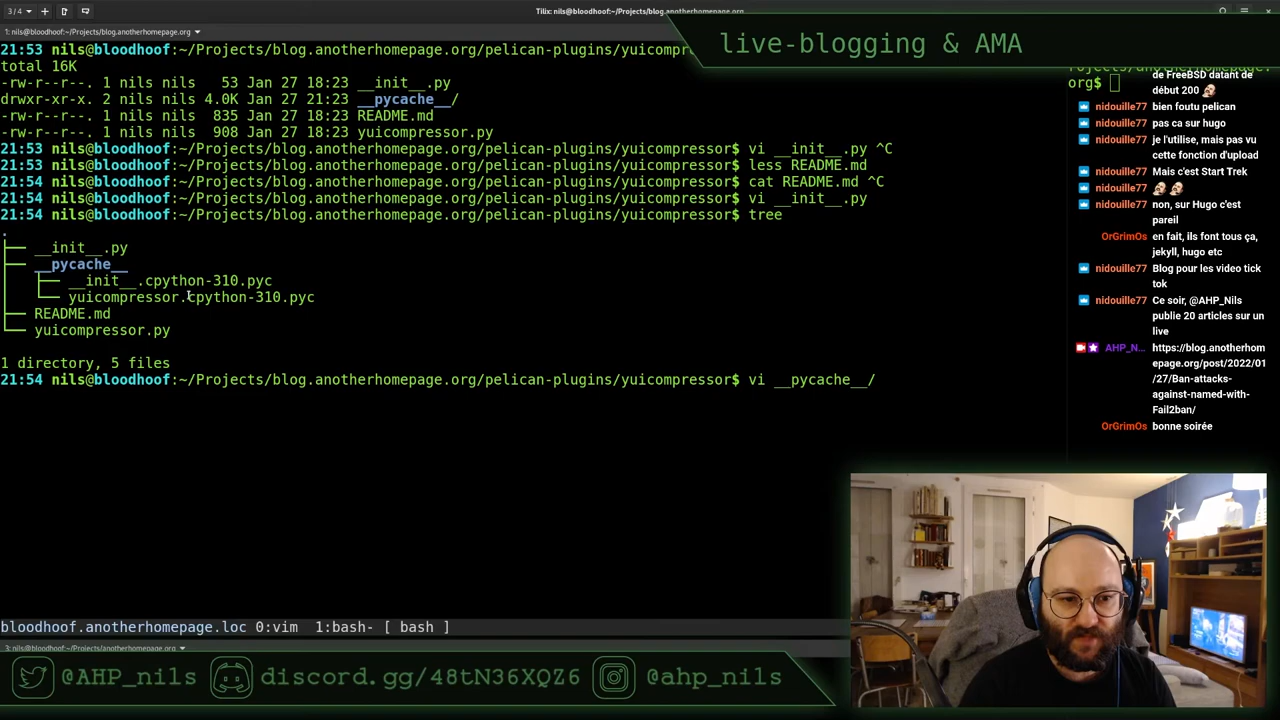 3/4
Tilix: nils@bloodhoof:~/Projects/blog.anotherhomepage.org
1: nils@bloodhoof:~/Projects/blog.anotherhomepage.org
live-blogging & AMA
21:53 nils@bloodhoof:~/Projects/blog.anotherhomepage.org/pelican-plugins/yuicompressor$
total 16K
-rw-r--r--. 1 nils nils   53 Jan 27 18:23 __init__.py
drwxr-xr-x. 2 nils nils 4.0K Jan 27 21:23 __pycache__/
-rw-r--r--. 1 nils nils  835 Jan 27 18:23 README.md
-rw-r--r--. 1 nils nils  908 Jan 27 18:23 yuicompressor.py
21:53 nils@bloodhoof:~/Projects/blog.anotherhomepage.org/pelican-plugins/yuicompressor$ vi __init__.py ^C
21:53 nils@bloodhoof:~/Projects/blog.anotherhomepage.org/pelican-plugins/yuicompressor$ less README.md
21:54 nils@bloodhoof:~/Projects/blog.anotherhomepage.org/pelican-plugins/yuicompressor$ cat README.md ^C
21:54 nils@bloodhoof:~/Projects/blog.anotherhomepage.org/pelican-plugins/yuicompressor$ vi __init__.py
21:54 nils@bloodhoof:~/Projects/blog.anotherhomepage.org/pelican-plugins/yuicompressor$ tree
.
├── __init__.py
├── __pycache__
│   ├── __init__.cpython-310.pyc
│   └── yuicompressor.cpython-310.pyc
├── README.md
└── yuicompressor.py
1 directory, 5 files
21:54 nils@bloodhoof:~/Projects/blog.anotherhomepage.org/pelican-plugins/yuicompressor$ vi __pycache__/
bloodhoof.anotherhomepage.loc 0:vim  1:bash- [ bash ]
3: nils@bloodhoof:~/Projects/blog.anotherhomepage.org
org$
de FreeBSD datant de
début 200
nidouille77 bien foutu pelican
nidouille77 pas ca sur hugo
nidouille77 je l'utilise, mais pas vu
cette fonction d'upload
nidouille77 Mais c'est Start Trek
nidouille77
nidouille77 non, sur Hugo c'est
pareil
OrGrimOs en fait, ils font tous ça,
jekyll, hugo etc
nidouille77 Blog pour les video tick
tok
nidouille77 Ce soir, @AHP_Nils
publie 20 articles sur un
live
AHP_N... https://blog.anotherhom
epage.org/post/2022/01
/27/Ban-attacks-
against-named-with-
Fail2ban/
OrGrimOs bonne soirée
@AHP_nils
discord.gg/48tN36XQZ6
@ahp_nils